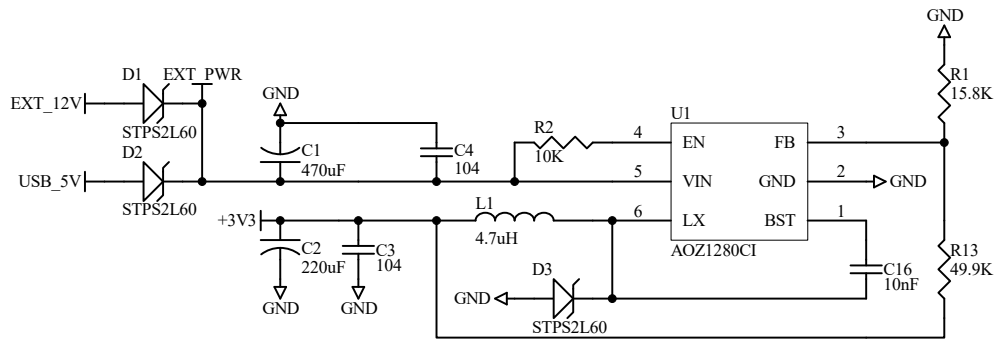 GND
D1
EXT_PWR
R1
15.8K
GND
EXT_12V
STPS2L60
U1
R2
10K
4
EN
FB
3
C1
470uF
C4
104
D2
USB_5V
STPS2L60
5
VIN
GND
2
GND
L1
4.7uH
+3V3
6
LX
BST
1
AOZ1280CI
C2
220uF
C3
104
D3
C16
10nF
R13
49.9K
GND
GND
GND
STPS2L60